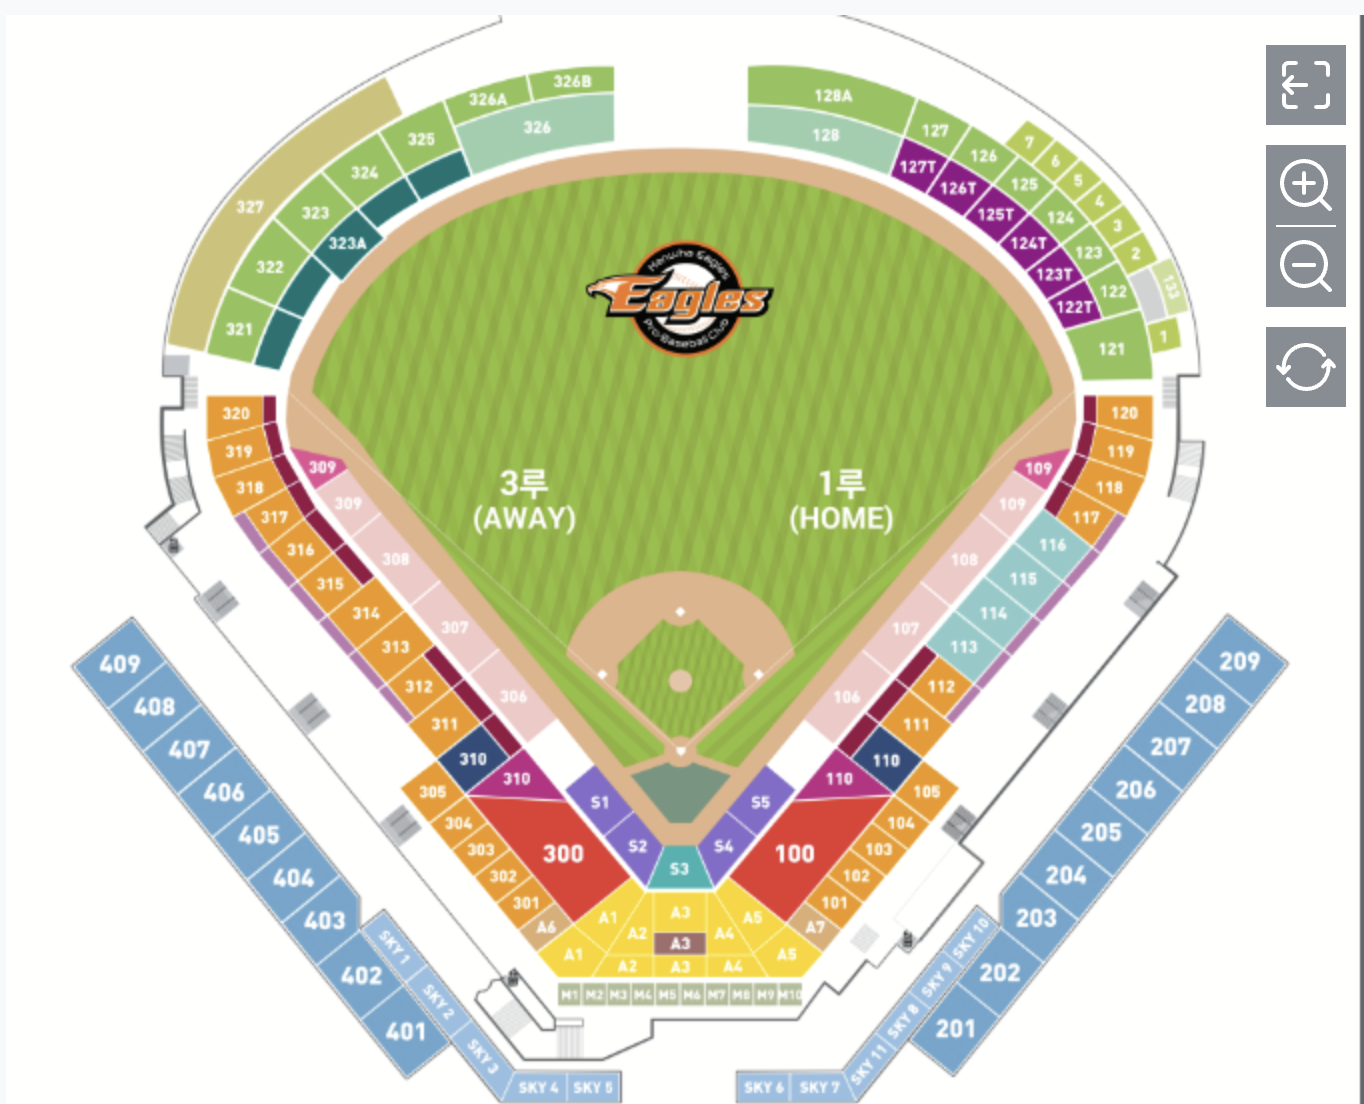 326B
326A
128A
326
128
127
325
126
7
6
127T
324
125
5
126T
4
327
323
125T
124
3
323A
124T
123
2
322
123T
122
133
Hanwha Eagles
Eagles
Pro-Baseball Club
122T
321
1
121
320
120
319
119
309
109
318
118
3루
(AWAY)
1루
(HOME)
309
109
317
117
316
116
308
108
315
115
314
114
307
107
313
113
409
209
312
112
306
106
408
208
311
111
407
207
310
110
310
110
305
105
406
206
S1
S5
304
104
405
205
303
103
S2
S4
300
100
S3
302
102
404
204
301
101
403
203
A6
A1
A3
A5
A7
A2
A4
A3
A1
A2
A3
A4
A5
SKY 1
SKY 10
402
202
SKY 2
SKY 9
M1 M2 M3 M4 M5 M6 M7 M8 M9 M10
401
201
SKY 8
SKY 3
SKY 11
SKY 4 SKY 5
SKY 6 SKY 7